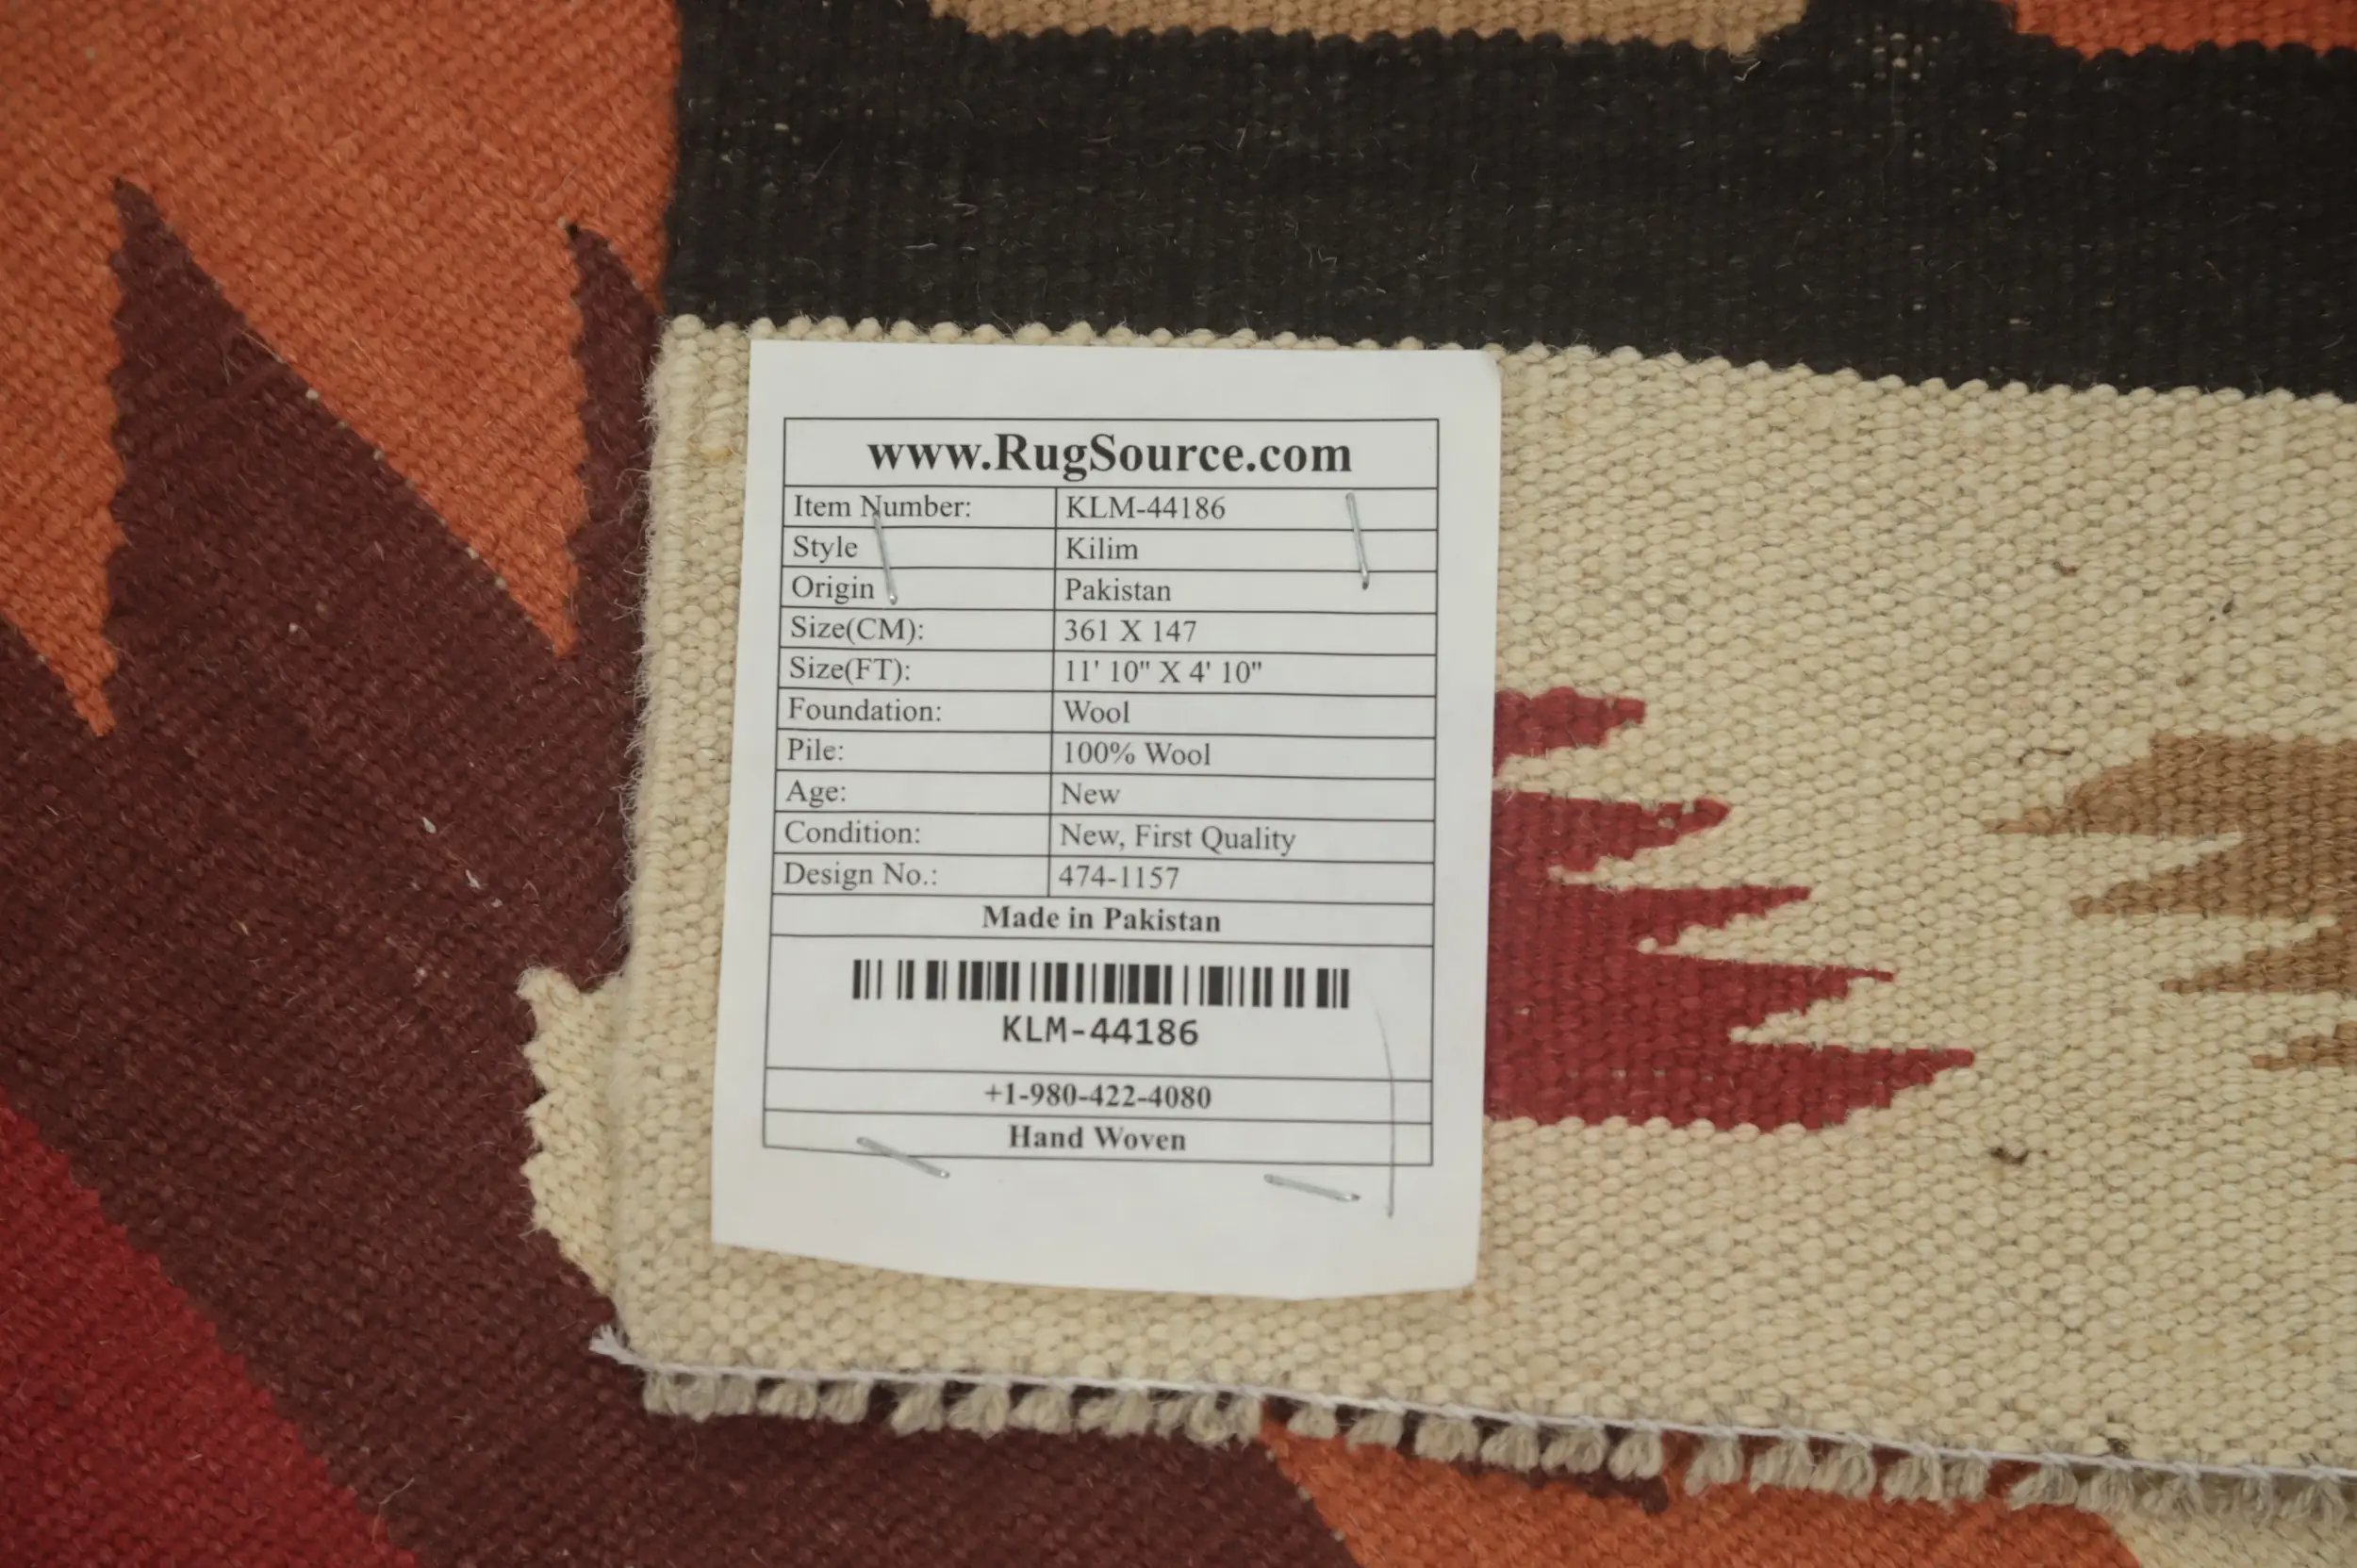 www.RugSource.com
Item Number: KLM-44186
Style Kilim
Origin Pakistan
Size(CM): 361 X 147
Size(FT): 11' 10" X 4' 10"
Foundation: Wool
Pile: 100% Wool
Age: New
Condition: New, First Quality
Design No.: 474-1157
Made in Pakistan
KLM-44186
+1-980-422-4080
Hand Woven